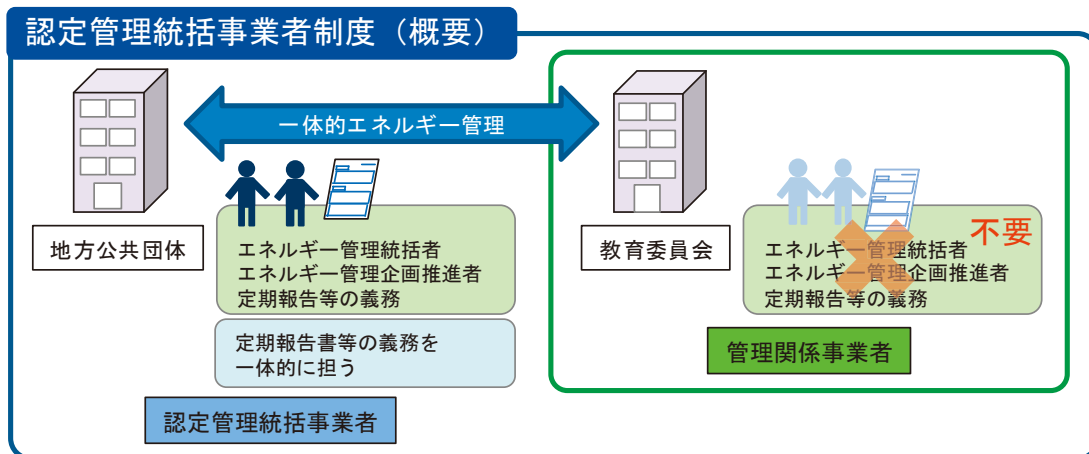 認定管理統括事業者制度（概要）
一体的エネルギー管理
地方公共団体
エネルギー管理統括者
エネルギー管理企画推進者
定期報告等の義務
定期報告書等の義務を
一体的に担う
認定管理統括事業者
教育委員会
不要
エネルギー管理統括者
エネルギー管理企画推進者
定期報告等の義務
管理関係事業者